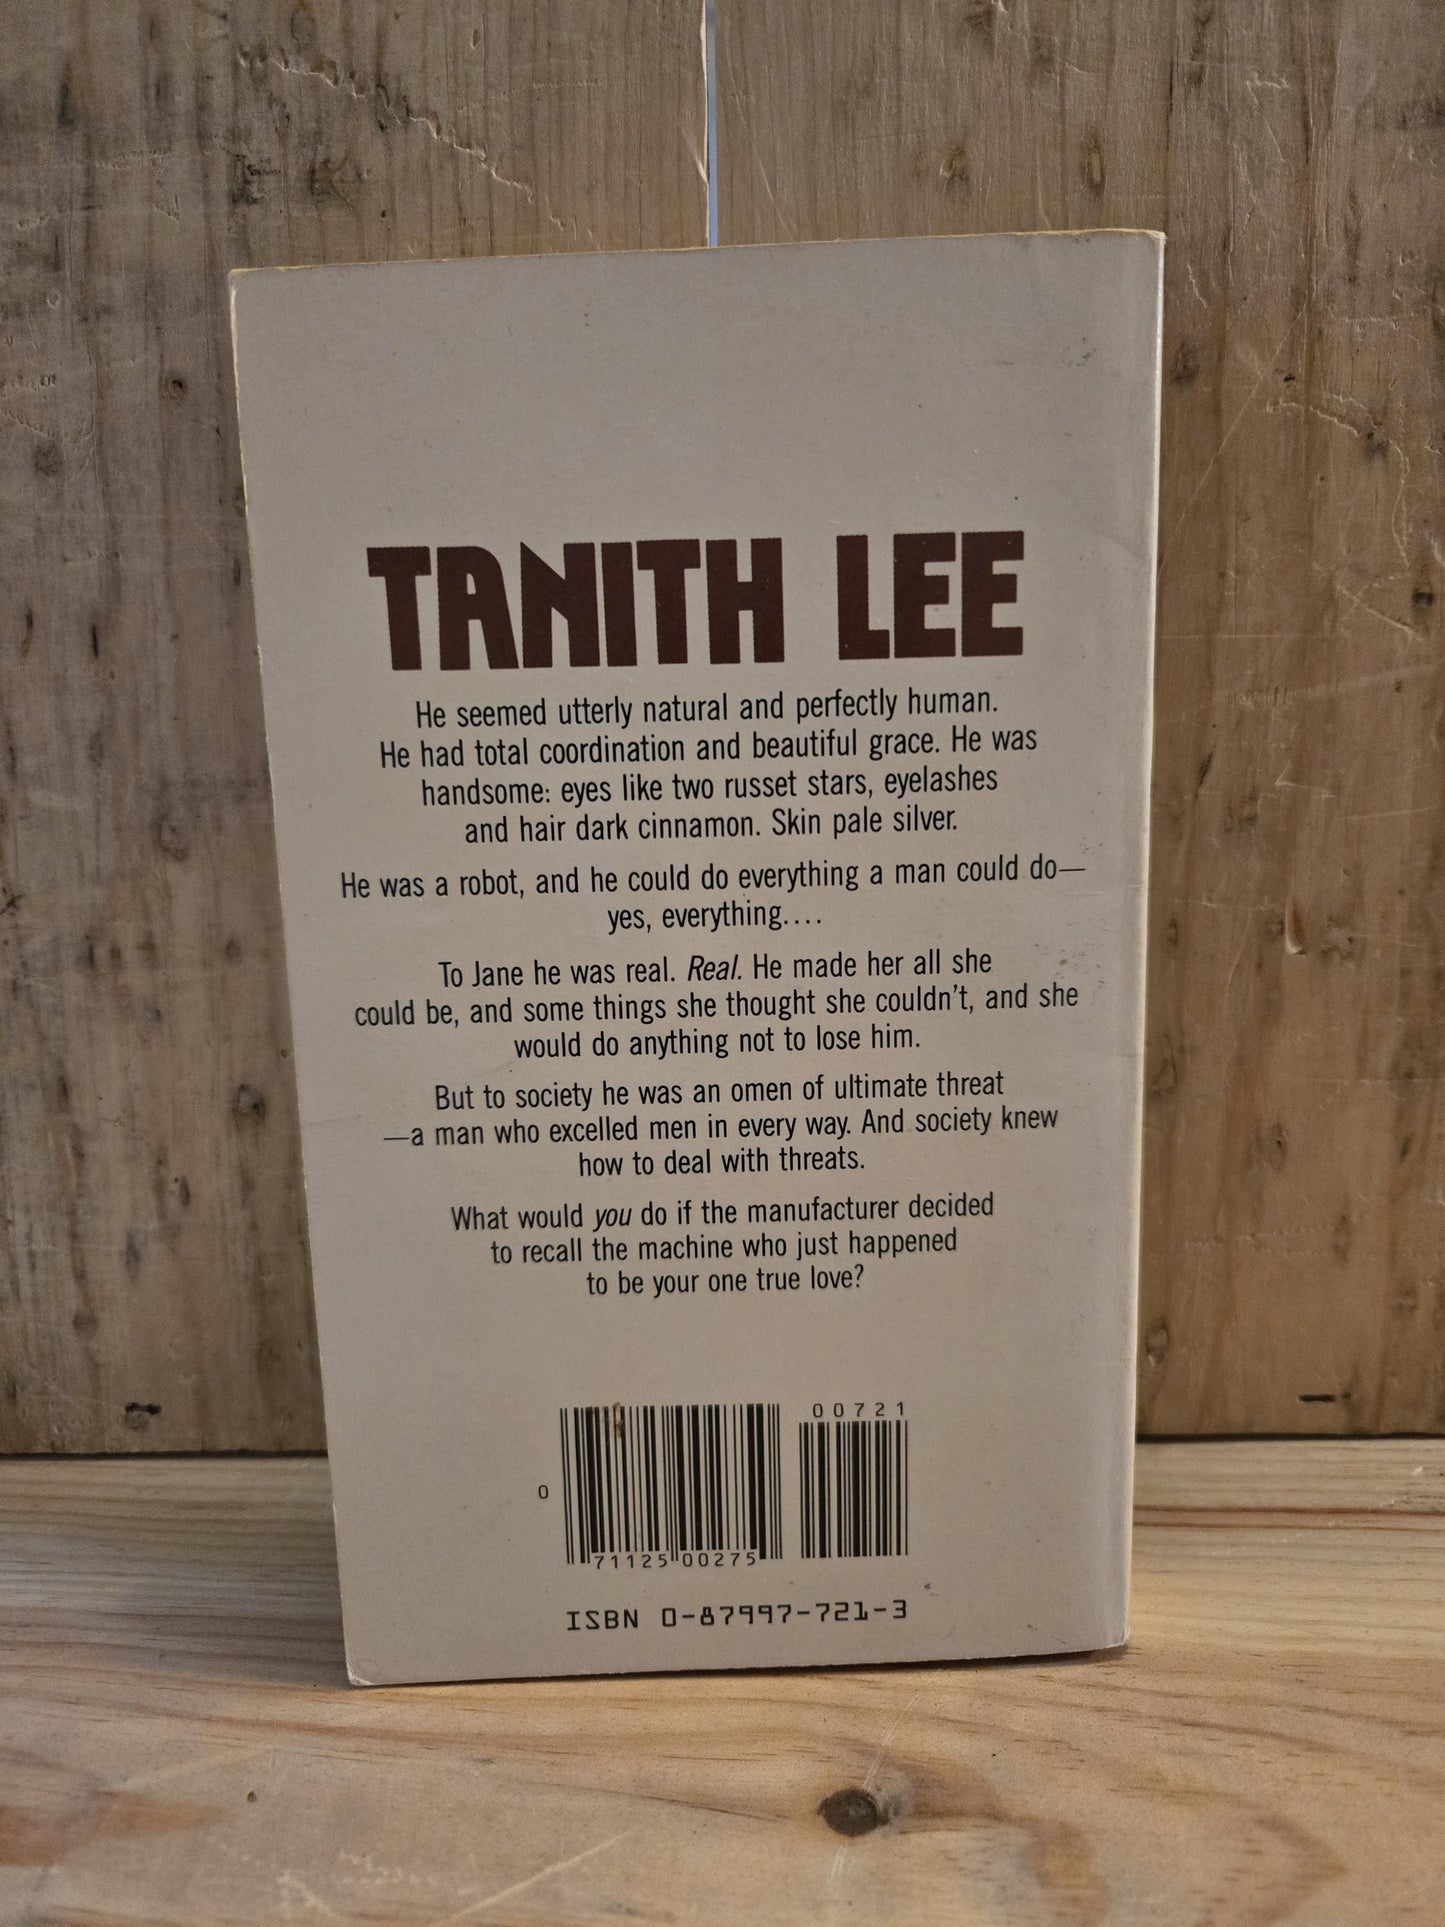 TANITH LEE
He seemed utterly natural and perfectly human.
He had total coordination and beautiful grace. He was
handsome: eyes like two russet stars, eyelashes
and hair dark cinnamon. Skin pale silver.
He was a robot, and he could do everything a man could do—
yes, everything....
To Jane he was real. Real. He made her all she
could be, and some things she thought she couldn't, and she
would do anything not to lose him.
But to society he was an omen of ultimate threat
—a man who excelled men in every way. And society knew
how to deal with threats.
What would you do if the manufacturer decided
to recall the machine who just happened
to be your one true love?
00721
0
71125 00275
ISBN 0-87997-721-3